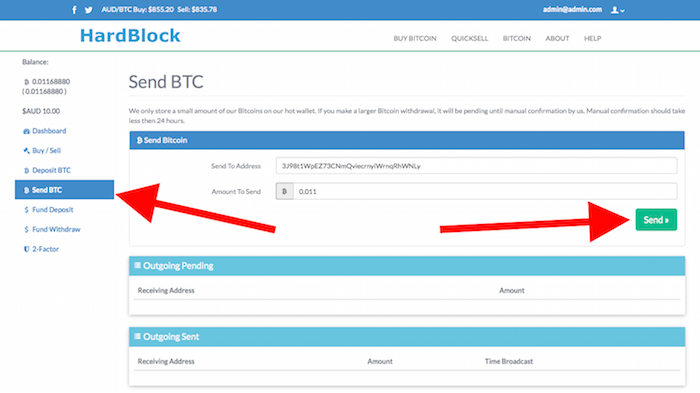 AUD/BTC Buy: $855.20 Sell: $835.78
admin@admin.com
HardBlock
BUY BITCOIN QUICKSELL BITCOIN ABOUT HELP
Balance:
฿ 0.01168880
( 0.01168880 )
$AUD 10.00
Dashboard
Buy / Sell
Deposit BTC
Send BTC
Fund Deposit
Fund Withdraw
2-Factor
Send BTC
We only store a small amount of our Bitcoins on our hot wallet. If you make a larger Bitcoin withdrawal, it will be pending until manual confirmation by us. Manual confirmation should take
less then 24 hours.
฿ Send Bitcoin
Send To Address 3J98t1WpEZ73CNmQviecrnyiWrnqRhWNLy
Amount To Send ฿ 0.011
Send »
Outgoing Pending
Receiving Address Amount
Outgoing Sent
Receiving Address Amount Time Broadcast